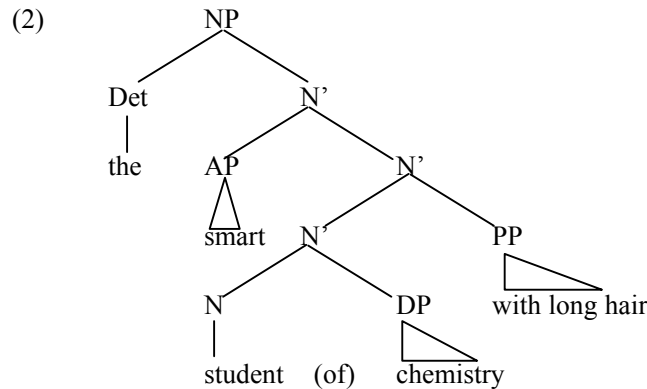 (2) NP
Det N’
the AP N’
smart N’ PP
N DP with long hair
student (of) chemistry